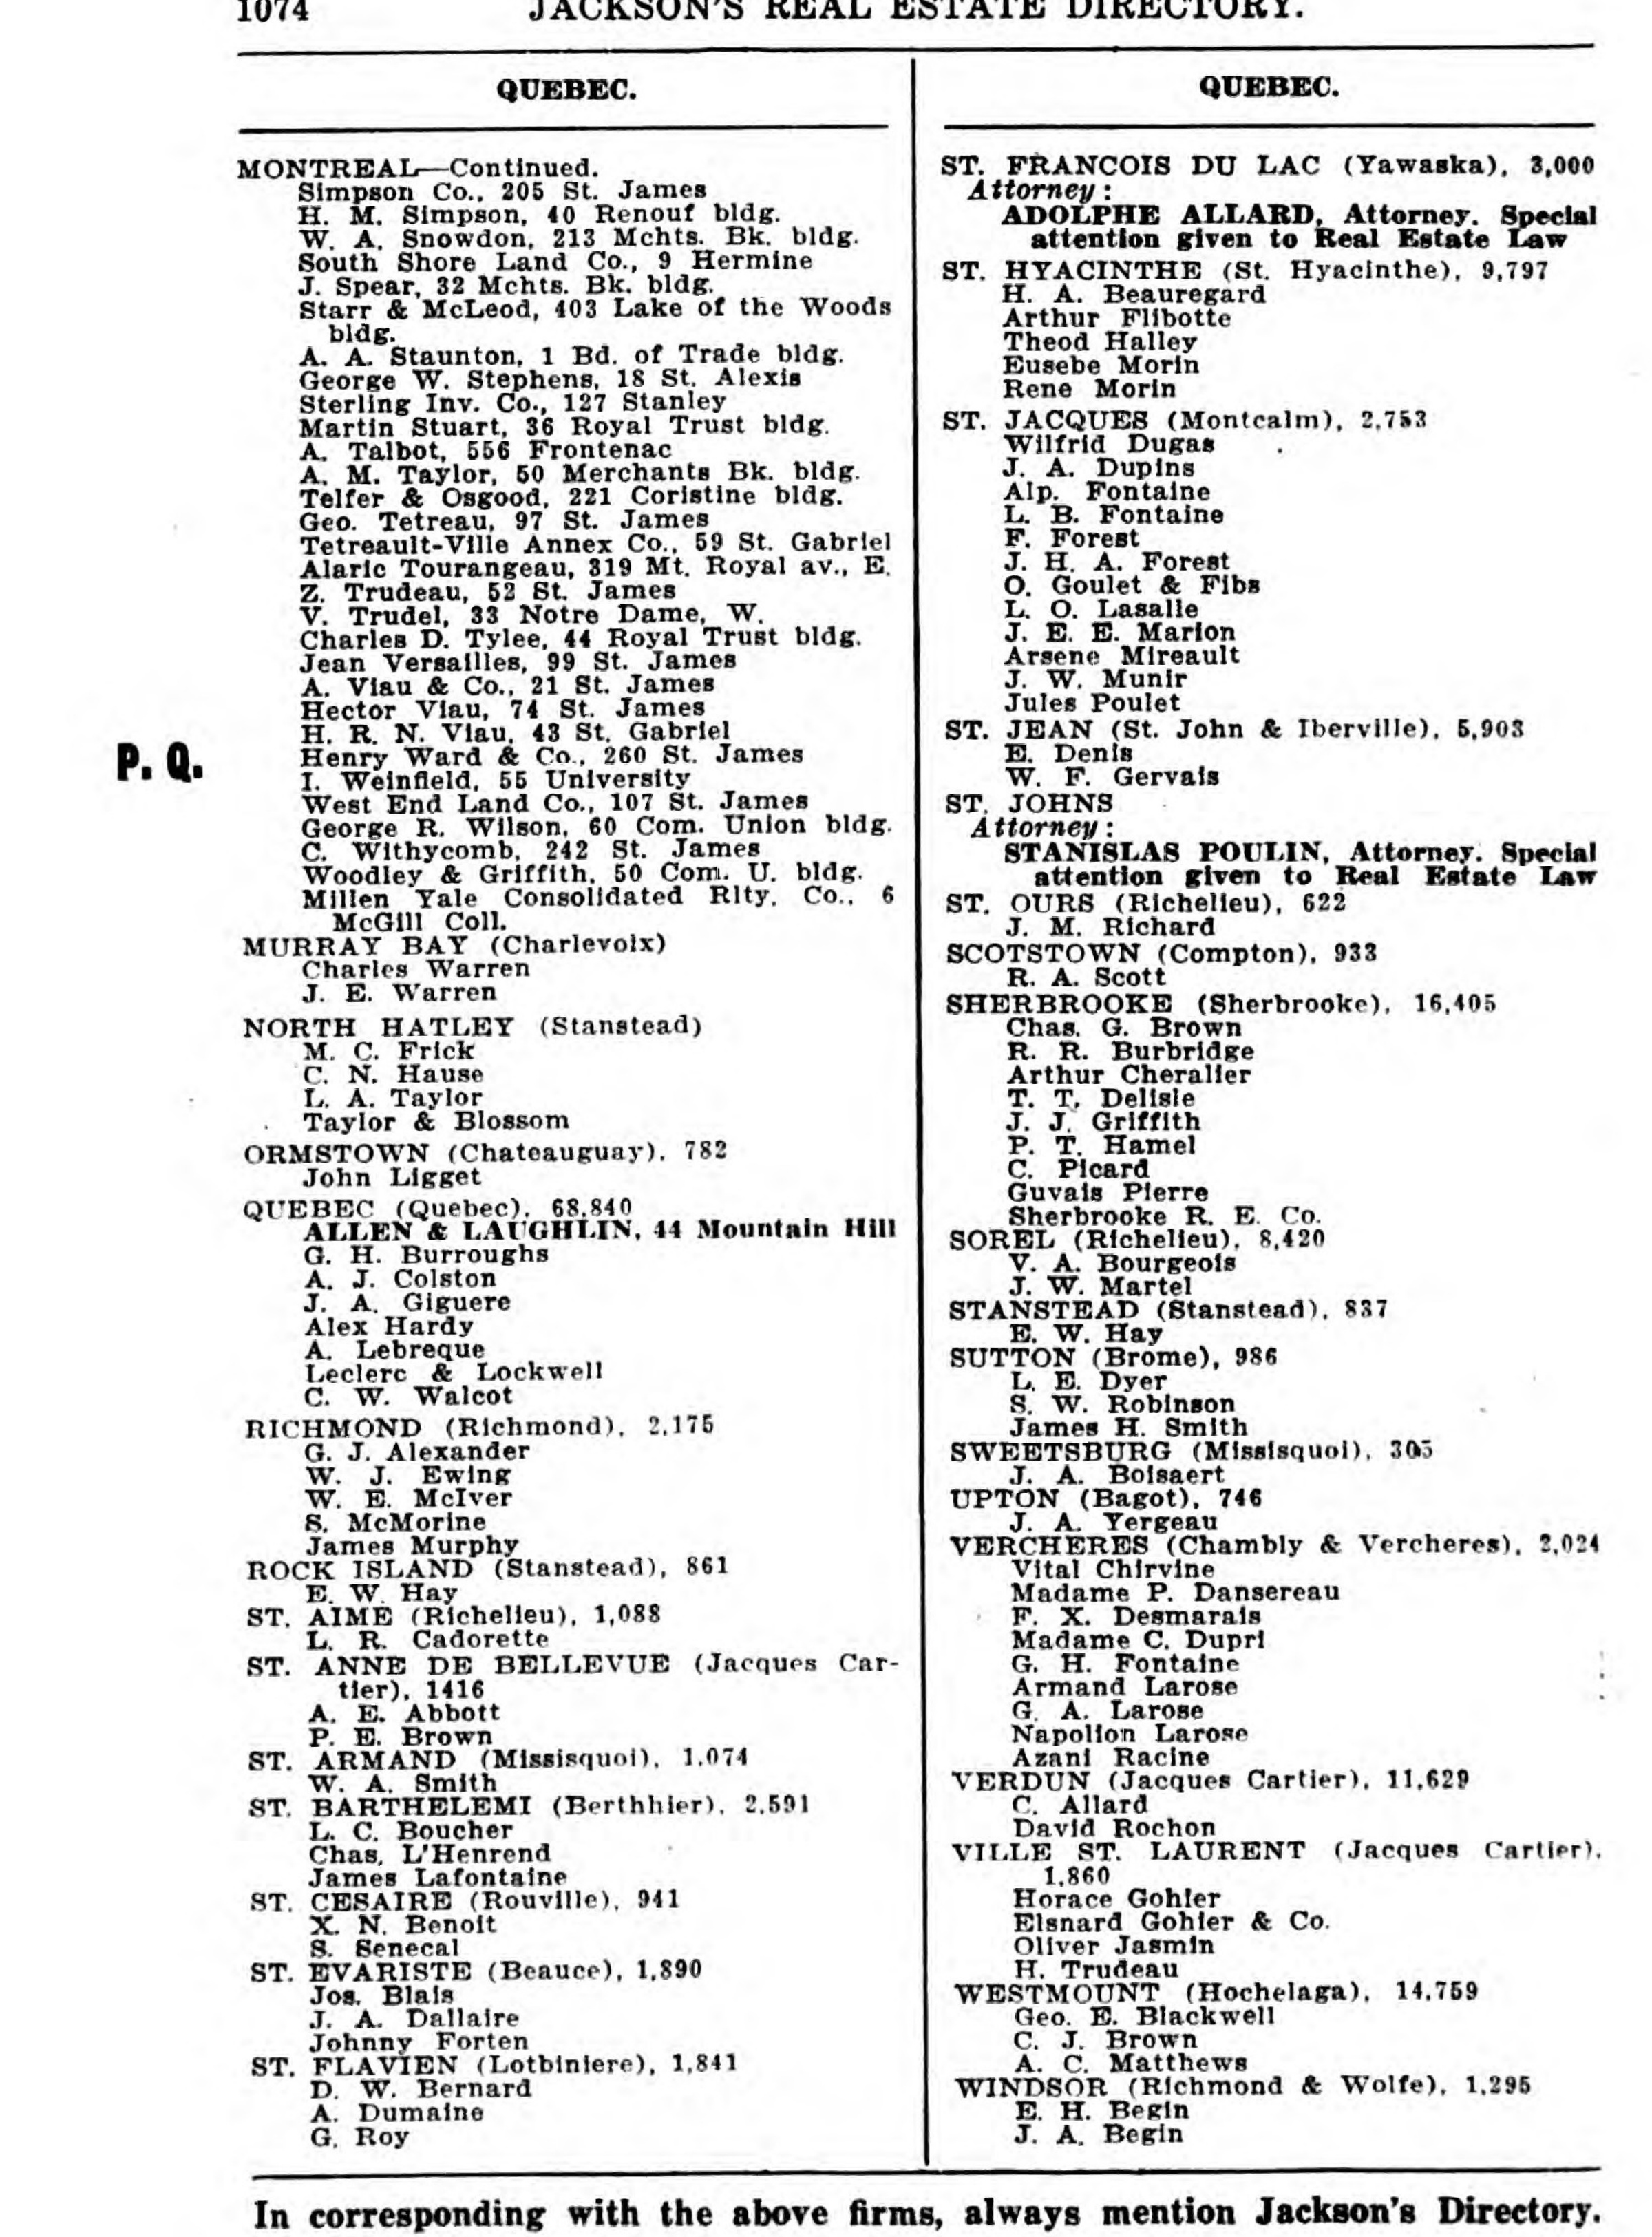 1074 JACKSON'S REAL ESTATE DIRECTORY.
QUEBEC.
MONTREAL—Continued.
Simpson Co., 205 St. James
H. M. Simpson, 40 Renouf bldg.
W. A. Snowdon, 213 Mchts. Bk. bldg.
South Shore Land Co., 9 Hermine
J. Spear, 32 Mchts. Bk. bldg.
Starr & McLeod, 403 Lake of the Woods
bldg.
A. A. Staunton, 1 Bd. of Trade bldg.
George W. Stephens, 18 St. Alexis
Sterling Inv. Co., 127 Stanley
Martin Stuart, 36 Royal Trust bldg.
A. Talbot, 556 Frontenac
A. M. Taylor, 50 Merchants Bk. bldg.
Telfer & Osgood, 221 Coristine bldg.
Geo. Tetreau, 97 St. James
Tetreault-Ville Annex Co., 59 St. Gabriel
Alaric Tourangeau, 319 Mt. Royal av., E.
Z. Trudeau, 52 St. James
V. Trudel, 33 Notre Dame, W.
Charles D. Tylee, 44 Royal Trust bldg.
Jean Versailles, 99 St. James
A. Viau & Co., 21 St. James
Hector Viau, 74 St. James
H. R. N. Viau, 43 St. Gabriel
Henry Ward & Co., 260 St. James
I. Weinfield, 55 University
West End Land Co., 107 St. James
George R. Wilson, 60 Com. Union bldg.
C. Withycomb, 242 St. James
Woodley & Griffith, 50 Com. U. bldg.
Millen Yale Consolidated Rlty. Co., 6
McGill Coll.
MURRAY BAY (Charlevoix)
Charles Warren
J. E. Warren
NORTH HATLEY (Stanstead)
M. C. Frick
C. N. Hause
L. A. Taylor
Taylor & Blossom
ORMSTOWN (Chateauguay), 782
John Ligget
QUEBEC (Quebec), 68,840
ALLEN & LAUGHLIN, 44 Mountain Hill
G. H. Burroughs
A. J. Colston
J. A. Giguere
Alex Hardy
A. Lebreque
Leclerc & Lockwell
C. W. Walcot
RICHMOND (Richmond), 2,175
G. J. Alexander
W. J. Ewing
W. E. McIver
S. McMorine
James Murphy
ROCK ISLAND (Stanstead), 861
E. W. Hay
ST. AIME (Richelieu), 1,088
L. R. Cadorette
ST. ANNE DE BELLEVUE (Jacques Car-
tier), 1416
A. E. Abbott
P. E. Brown
ST. ARMAND (Missisquoi), 1,074
W. A. Smith
ST. BARTHELEMI (Berthhier), 2,591
L. C. Boucher
Chas. L'Henrend
James Lafontaine
ST. CESAIRE (Rouville), 941
X. N. Benoit
S. Senecal
ST. EVARISTE (Beauce), 1,890
Jos. Blais
J. A. Dallaire
Johnny Forten
ST. FLAVIEN (Lotbiniere), 1,841
D. W. Bernard
A. Dumaine
G. Roy
P. Q.
QUEBEC.
ST. FRANCOIS DU LAC (Yawaska), 3,000
Attorney:
ADOLPHE ALLARD, Attorney. Special
attention given to Real Estate Law
ST. HYACINTHE (St. Hyacinthe), 9,797
H. A. Beauregard
Arthur Flibotte
Theod Halley
Eusebe Morin
Rene Morin
ST. JACQUES (Montcalm), 2,753
Wilfrid Dugas
J. A. Dupins
Alp. Fontaine
L. B. Fontaine
F. Forest
J. H. A. Forest
O. Goulet & Fibs
L. O. Lasalle
J. E. E. Marion
Arsene Mireault
J. W. Munir
Jules Poulet
ST. JEAN (St. John & Iberville), 5,903
E. Denis
W. F. Gervais
ST. JOHNS
Attorney:
STANISLAS POULIN, Attorney. Special
attention given to Real Estate Law
ST. OURS (Richelieu), 622
J. M. Richard
SCOTSTOWN (Compton), 933
R. A. Scott
SHERBROOKE (Sherbrooke), 16,405
Chas. G. Brown
R. R. Burbridge
Arthur Cheralier
T. T. Delisle
J. J. Griffith
P. T. Hamel
C. Picard
Guvais Pierre
Sherbrooke R. E. Co.
SOREL (Richelieu), 8,420
V. A. Bourgeois
J. W. Martel
STANSTEAD (Stanstead), 837
E. W. Hay
SUTTON (Brome), 986
L. E. Dyer
S. W. Robinson
James H. Smith
SWEETSBURG (Missisquoi), 305
J. A. Boisaert
UPTON (Bagot), 746
J. A. Yergeau
VERCHERES (Chambly & Vercheres), 2,024
Vital Chirvine
Madame P. Dansereau
F. X. Desmarais
Madame C. Dupri
G. H. Fontaine
Armand Larose
G. A. Larose
Napolion Larose
Azani Racine
VERDUN (Jacques Cartier), 11,629
C. Allard
David Rochon
VILLE ST. LAURENT (Jacques Cartier),
1,860
Horace Gohier
Elsnard Gohier & Co.
Oliver Jasmin
H. Trudeau
WESTMOUNT (Hochelaga), 14,759
Geo. E. Blackwell
C. J. Brown
A. C. Matthews
WINDSOR (Richmond & Wolfe), 1,295
E. H. Begin
J. A. Begin
In corresponding with the above firms, always mention Jackson's Directory.